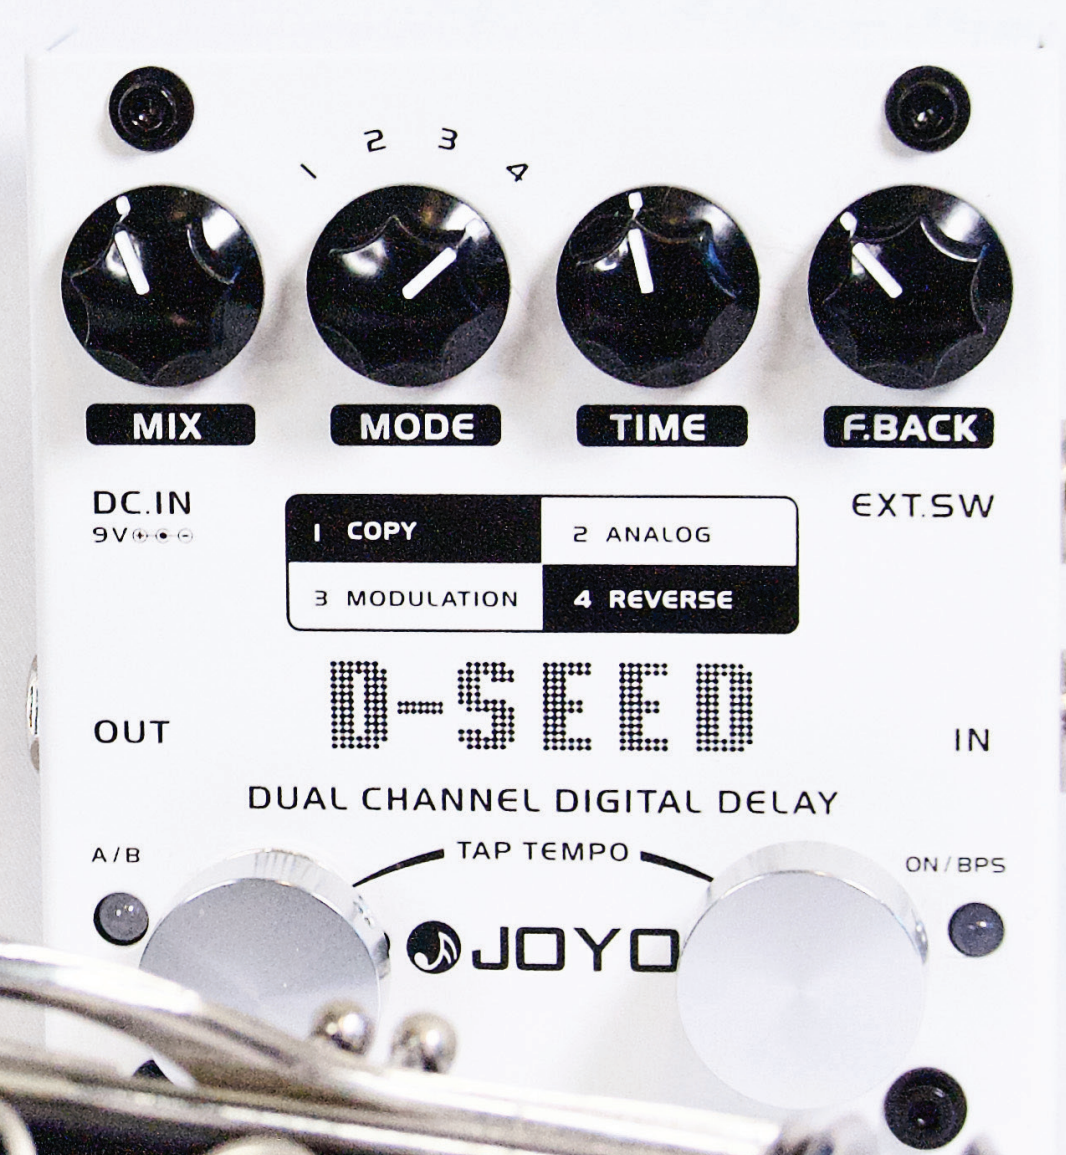 1 2 3 4
MIX MODE TIME F.BACK
DC.IN EXT.SW
9V
1 COPY 2 ANALOG
3 MODULATION 4 REVERSE
D-SEED
OUT IN
DUAL CHANNEL DIGITAL DELAY
A/B TAP TEMPO ON/BPS
JOYO